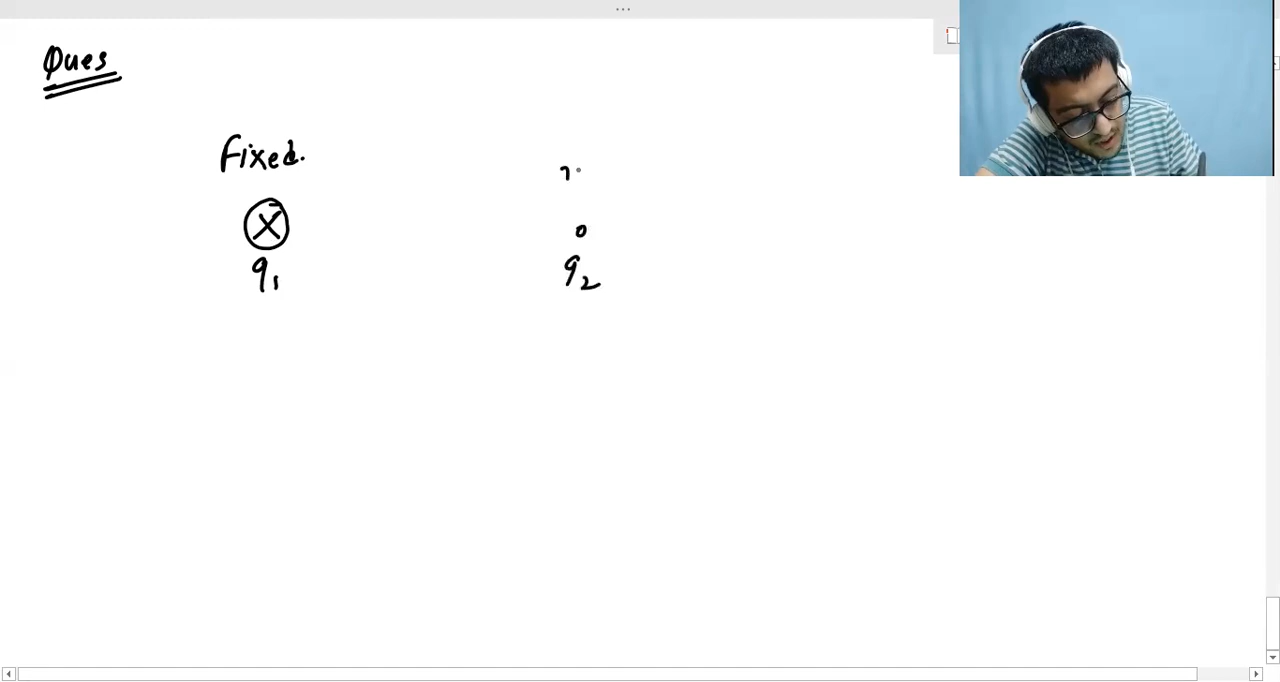 Ques
Fixed.
q₁ q₂